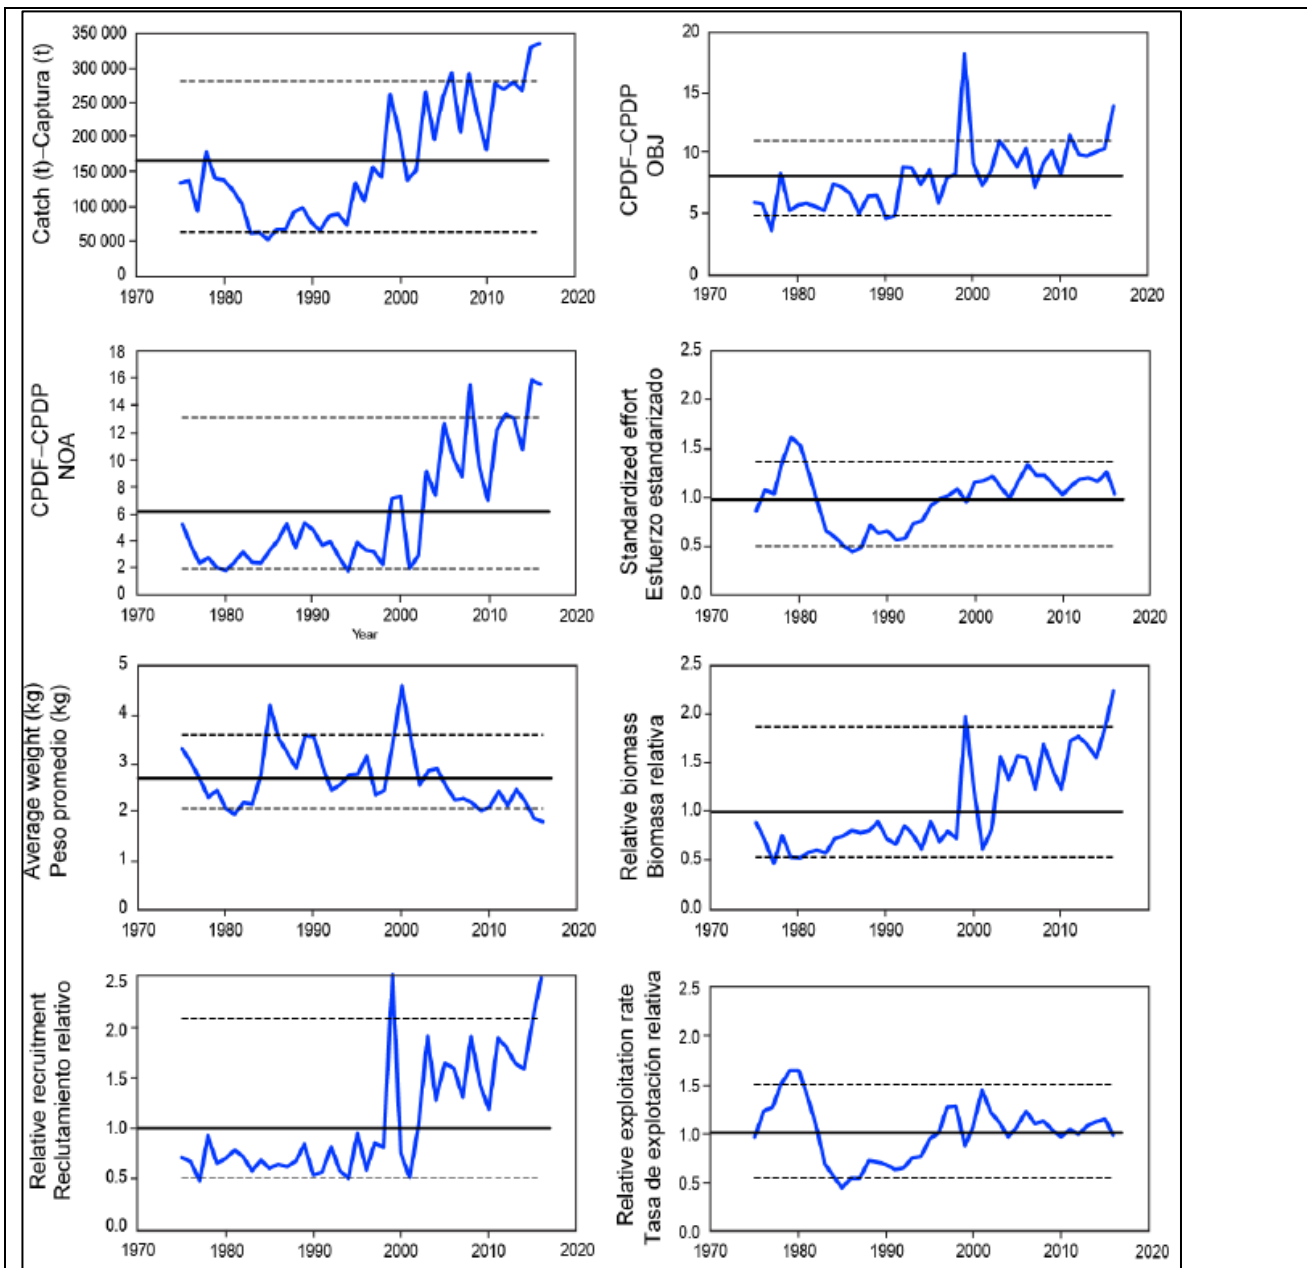 Catch (t)–Captura (t)
350 000
300 000
250 000
200 000
150 000
100 000
50 000
0
1970 1980 1990 2000 2010 2020
CPDF–CPDP
OBJ
20
15
10
5
0
1970 1980 1990 2000 2010 2020
CPDF–CPDP
NOA
18
16
14
12
10
8
6
4
2
0
1970 1980 1990 2000 2010 2020
Year
Standardized effort
Esfuerzo estandarizado
2.5
2.0
1.5
1.0
0.5
0.0
1970 1980 1990 2000 2010 2020
Average weight (kg)
Peso promedio (kg)
5
4
3
2
1
0
1970 1980 1990 2000 2010 2020
Relative biomass
Biomasa relativa
2.5
2.0
1.5
1.0
0.5
0.0
1970 1980 1990 2000 2010 2020
Relative recruitment
Reclutamiento relativo
2.5
2.0
1.5
1.0
0.5
0.0
1970 1980 1990 2000 2010 2020
Relative exploitation rate
Tasa de explotación relativa
2.5
2.0
1.5
1.0
0.5
0.0
1970 1980 1990 2000 2010 2020